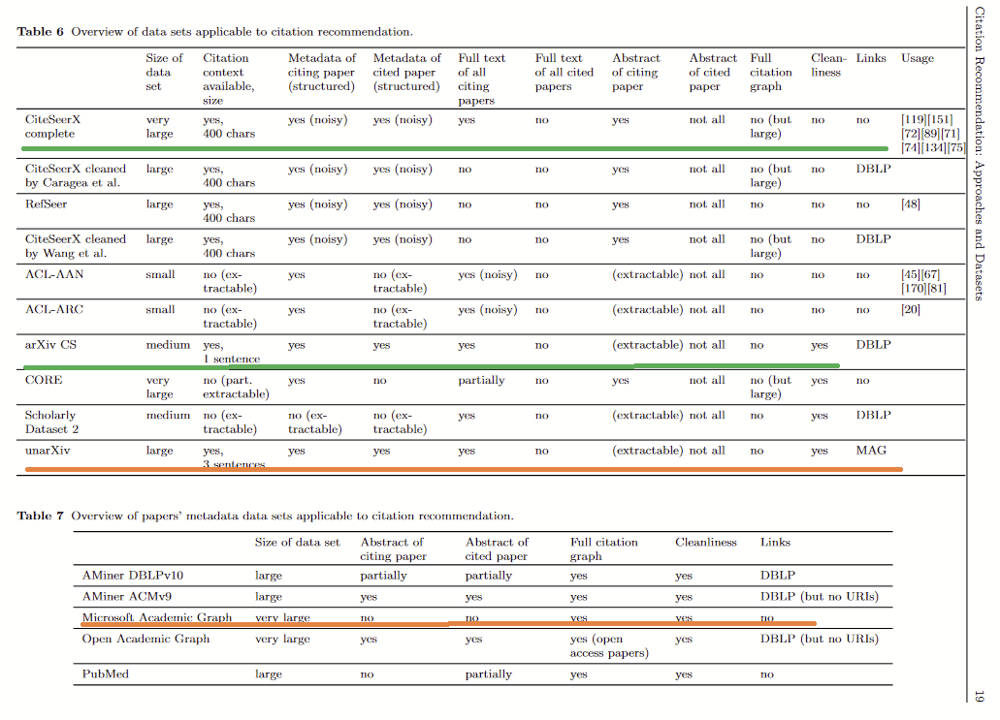 Table 6 Overview of data sets applicable to citation recommendation.
Size of data set | Citation context available, size | Metadata of citing paper (structured) | Metadata of cited paper (structured) | Full text of all citing papers | Full text of all cited papers | Abstract of citing paper | Abstract of cited paper | Full citation graph | Clean-liness | Links | Usage
CiteSeerX complete | very large | yes, 400 chars | yes (noisy) | yes (noisy) | yes | no | yes | not all | no (but large) | no | no | [119][151][72][89][71][74][134][75]
CiteSeerX cleaned by Caragea et al. | large | yes, 400 chars | yes (noisy) | yes (noisy) | no | no | yes | not all | no (but large) | no | DBLP
RefSeer | large | yes, 400 chars | yes (noisy) | yes (noisy) | no | no | yes | not all | no | no | no | [48]
CiteSeerX cleaned by Wang et al. | large | yes, 400 chars | yes (noisy) | yes (noisy) | no | no | yes | not all | no (but large) | no | DBLP
ACL-AAN | small | no (ex-tractable) | yes | no (ex-tractable) | yes (noisy) | no | (extractable) | not all | no | no | no | [45][67][170][81]
ACL-ARC | small | no (ex-tractable) | yes | no (ex-tractable) | yes (noisy) | no | (extractable) | not all | no | no | no | [20]
arXiv CS | medium | yes, 1 sentence | yes | yes | yes | no | (extractable) | not all | no | yes | DBLP
CORE | very large | no (part. extractable) | yes | no | partially | no | yes | not all | no (but large) | yes | no
Scholarly Dataset 2 | medium | no (ex-tractable) | no (ex-tractable) | no (ex-tractable) | yes | no | (extractable) | not all | no | yes | DBLP
unarXiv | large | yes, 3 sentences | yes | yes | yes | no | (extractable) | not all | no | yes | MAG
Table 7 Overview of papers' metadata data sets applicable to citation recommendation.
Size of data set | Abstract of citing paper | Abstract of cited paper | Full citation graph | Cleanliness | Links
AMiner DBLPv10 | large | partially | partially | yes | yes | DBLP
AMiner ACMv9 | large | yes | yes | yes | yes | DBLP (but no URIs)
Microsoft Academic Graph | very large | no | no | yes | yes | no
Open Academic Graph | very large | yes | yes | yes (open access papers) | yes | DBLP (but no URIs)
PubMed | large | no | partially | yes | yes | no
Citation Recommendation: Approaches and Datasets
19